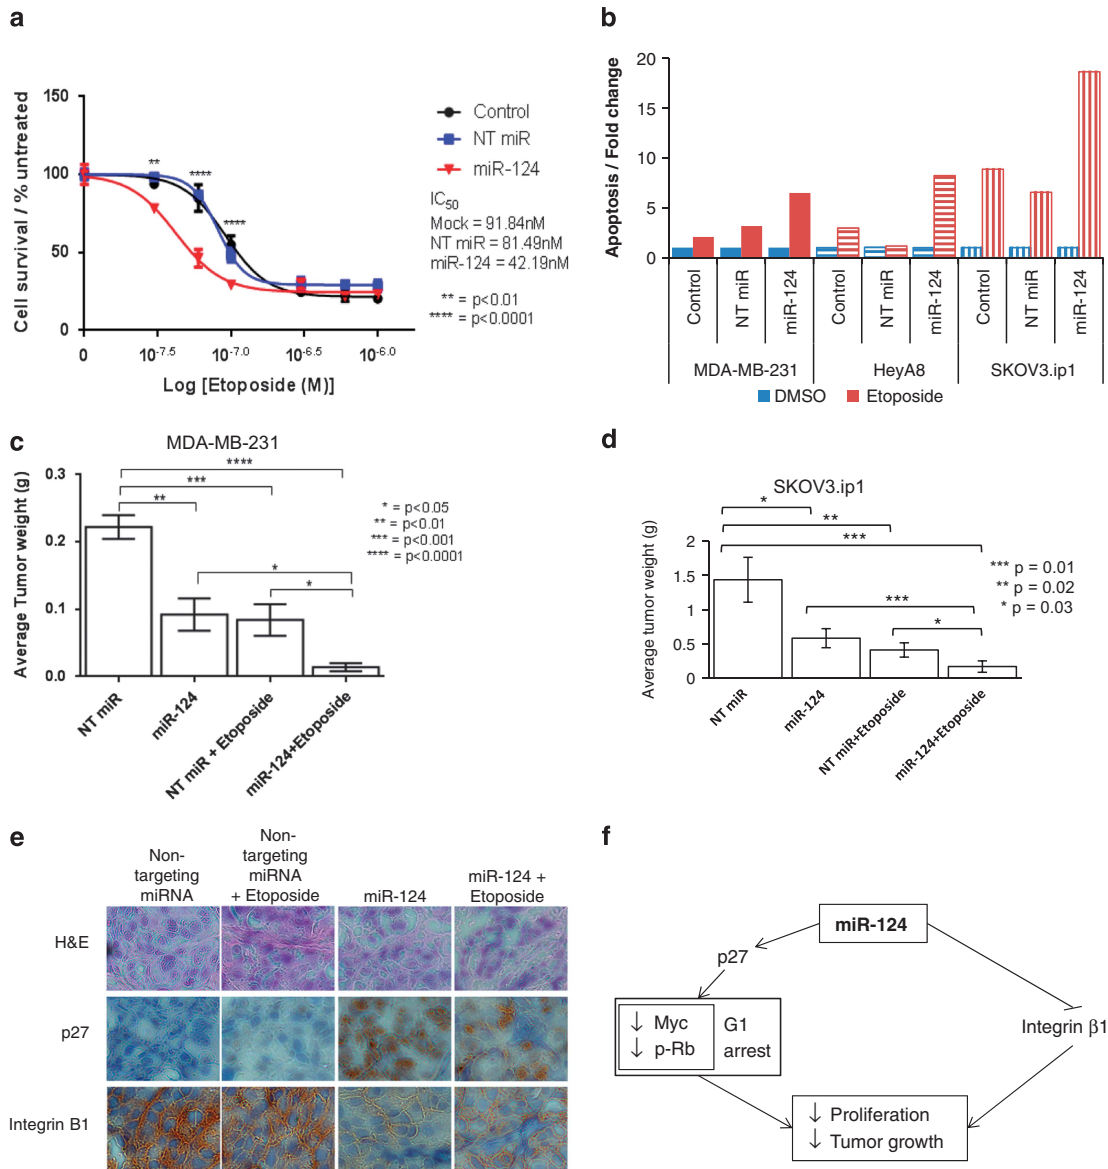 a
Cell survival / % untreated
150
100
50
0
**
****
****
0
10-7.5
10-7.0
10-6.5
10-6.0
Log [Etoposide (M)]
Control
NT miR
miR-124
IC50
Mock = 91.84nM
NT miR = 81.49nM
miR-124 = 42.19nM
** = p<0.01
**** = p<0.0001
b
Apoptosis / Fold change
20
15
10
5
0
Control
NT miR
miR-124
Control
NT miR
miR-124
Control
NT miR
miR-124
MDA-MB-231
HeyA8
SKOV3.ip1
DMSO
Etoposide
c
MDA-MB-231
Average Tumor weight (g)
0.3
0.2
0.1
0.0
****
***
**
*
*
* = p<0.05
** = p<0.01
*** = p<0.001
**** = p<0.0001
NT miR
miR-124
NT miR + Etoposide
miR-124+Etoposide
d
SKOV3.ip1
Average tumor weight (g)
2
1.5
1
0.5
0
*
**
***
***
*
*** p = 0.01
** p = 0.02
* p = 0.03
NT miR
miR-124
NT miR+Etoposide
miR-124+Etoposide
e
Non-
targeting
miRNA
Non-
targeting
miRNA
+ Etoposide
miR-124
miR-124 +
Etoposide
H&E
p27
Integrin B1
f
miR-124
p27
↓ Myc
↓ p-Rb
G1
arrest
Integrin β1
↓ Proliferation
↓ Tumor growth